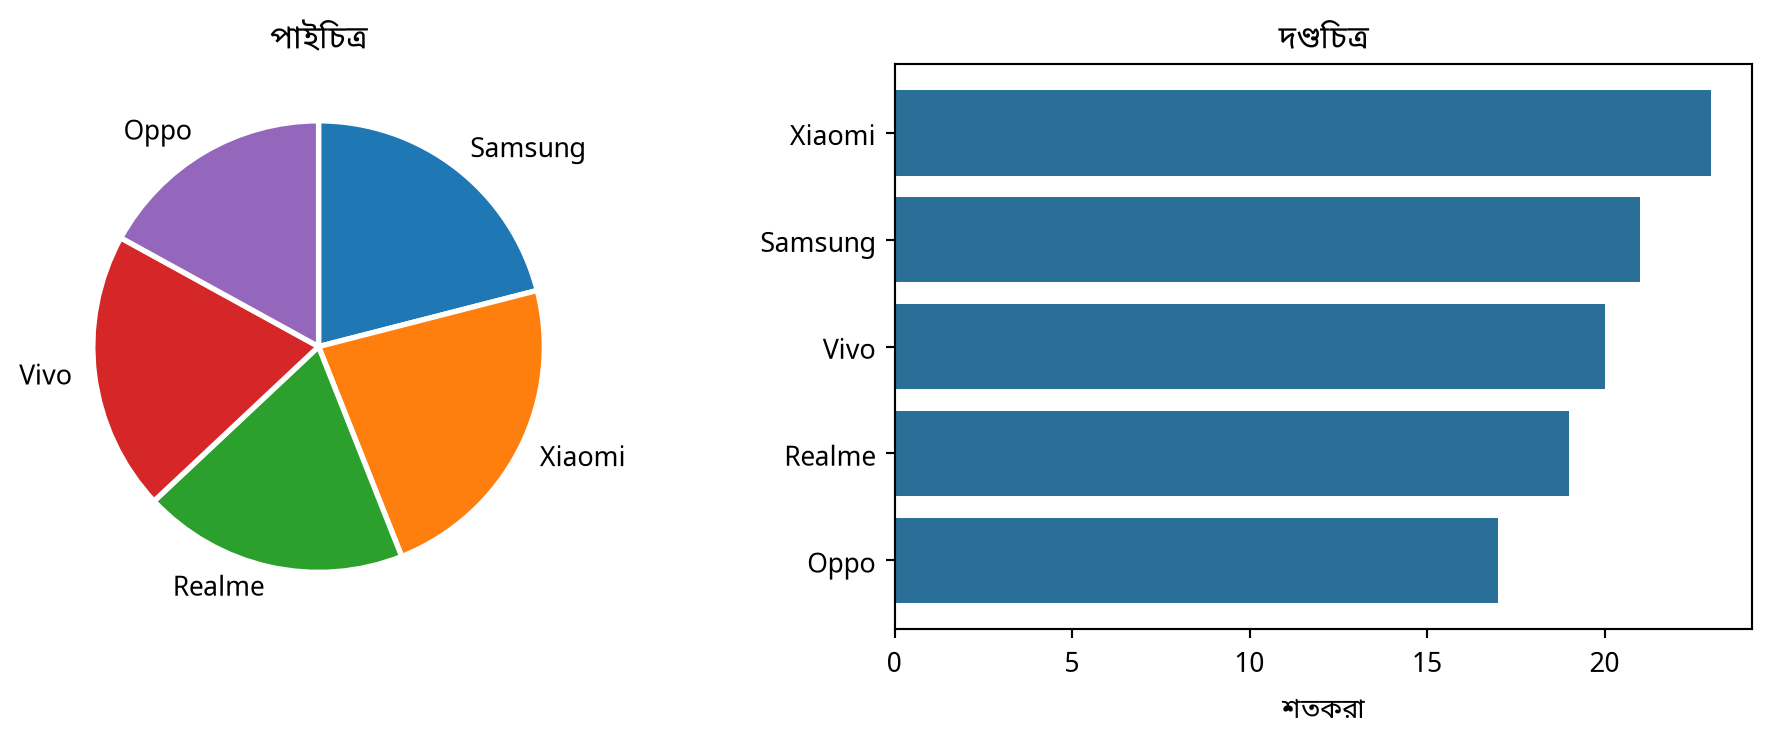 পাইচিত্র
Oppo
Samsung
Vivo
Xiaomi
Realme
দণ্ডচিত্র
Xiaomi
Samsung
Vivo
Realme
Oppo
0 5 10 15 20
শতকরা